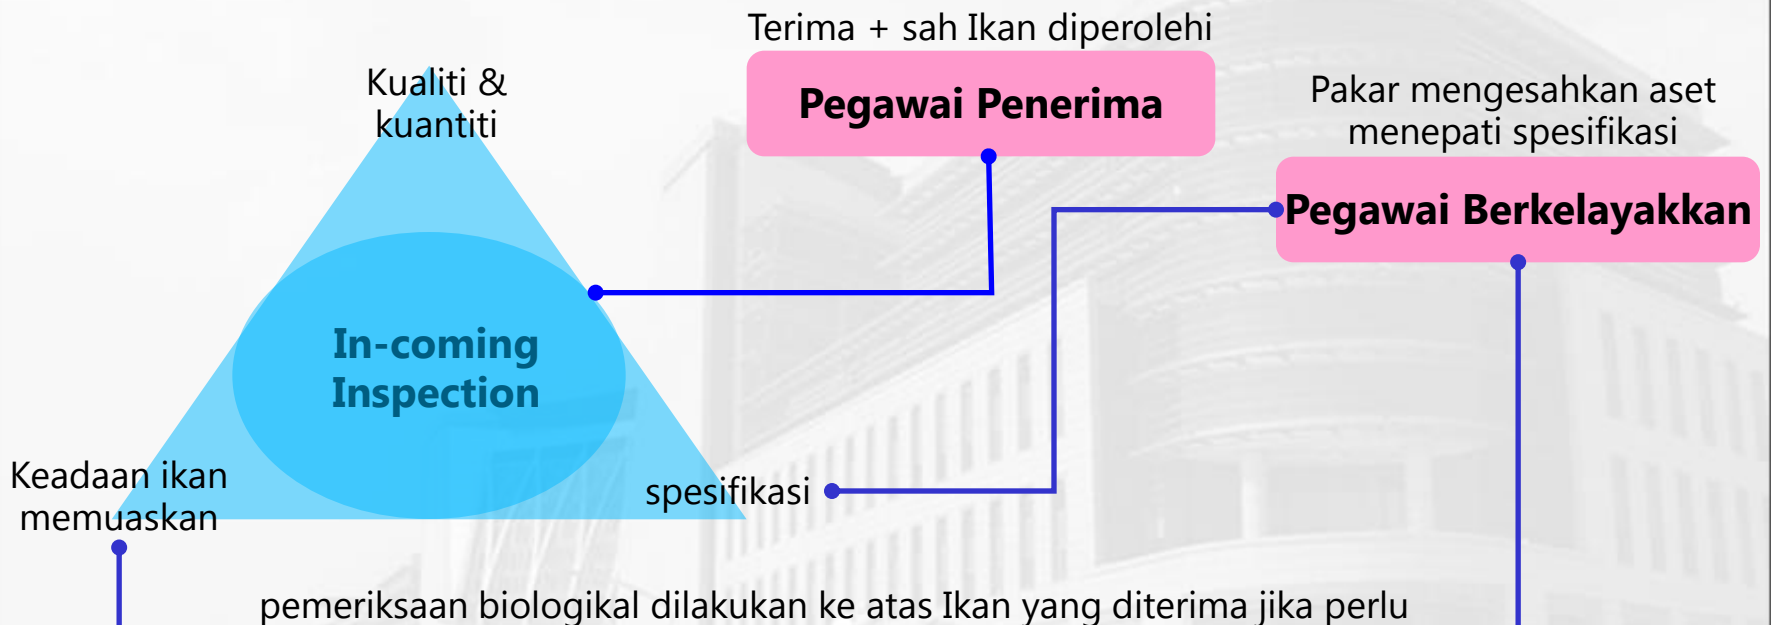 Terima + sah Ikan diperolehi
Pegawai Penerima
Kualiti &
kuantiti
Pakar mengesahkan aset
menepati spesifikasi
Pegawai Berkelayakkan
In-coming
Inspection
Keadaan ikan
memuaskan
spesifikasi
pemeriksaan biologikal dilakukan ke atas Ikan yang diterima jika perlu